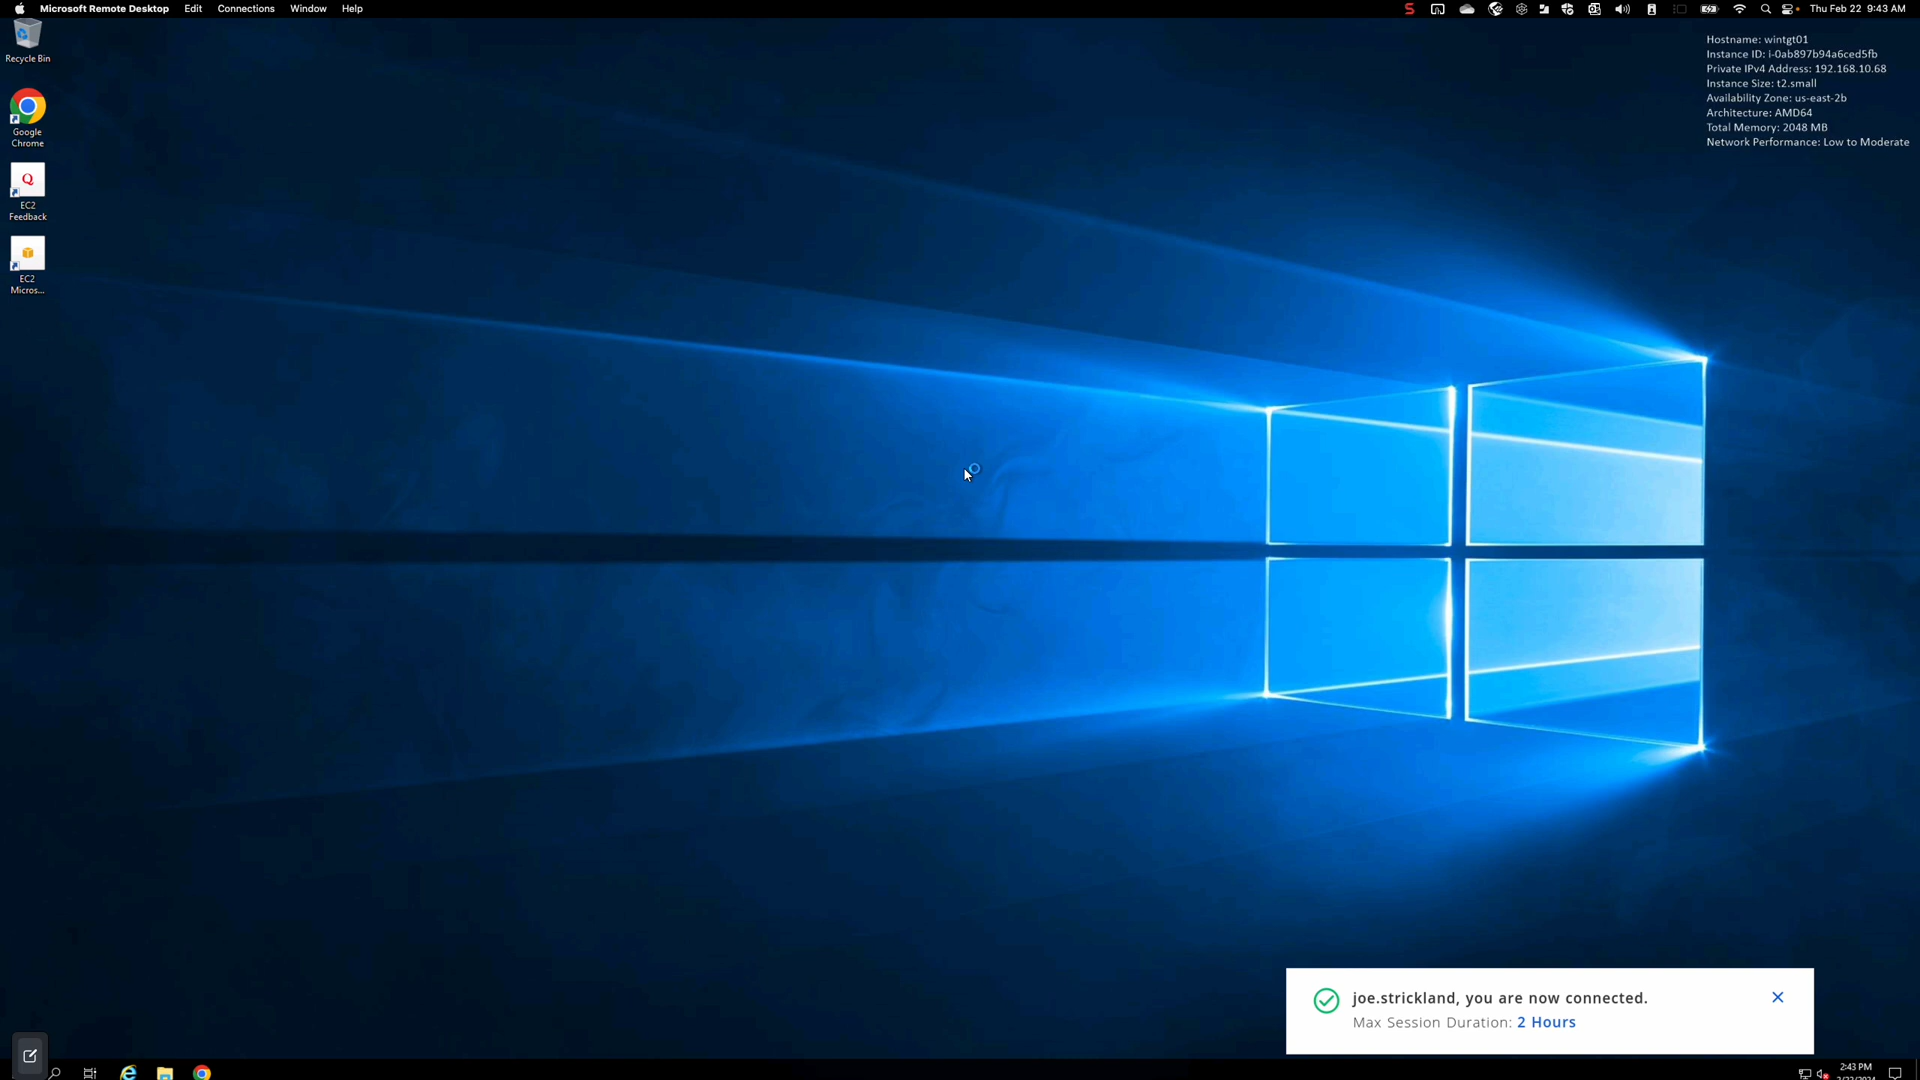 Microsoft Remote Desktop Edit Connections Window Help
S
Thu Feb 22 9:43 AM
Recycle Bin
Google
Chrome
Q
EC2
Feedback
EC2
Micros...
Hostname: wintgt01
Instance ID: i-0ab897b94a6ced5fb
Private IPv4 Address: 192.168.10.68
Instance Size: t2.small
Availability Zone: us-east-2b
Architecture: AMD64
Total Memory: 2048 MB
Network Performance: Low to Moderate
joe.strickland, you are now connected.
Max Session Duration: 2 Hours
2:43 PM